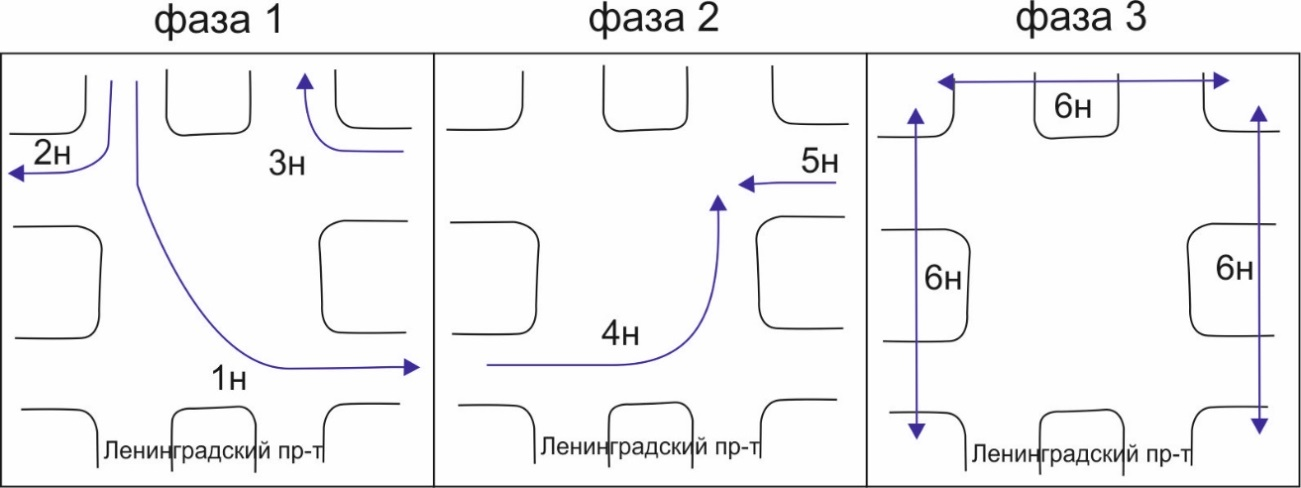 фаза 1
фаза 2
фаза 3
2н
3н
1н
Ленинградский пр-т
5н
4н
Ленинградский пр-т
6н
6н
6н
Ленинградский пр-т